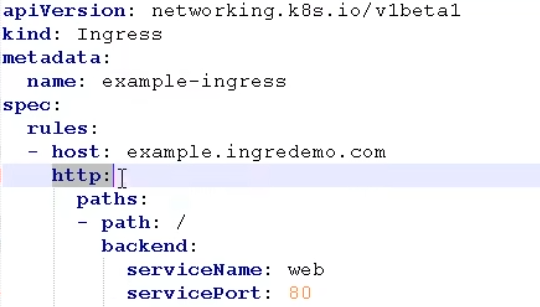 apiVersion: networking.k8s.io/v1beta1
kind: Ingress
metadata:
  name: example-ingress
spec:
  rules:
  - host: example.ingredemo.com
    http:
      paths:
      - path: /
        backend:
          serviceName: web
          servicePort: 80